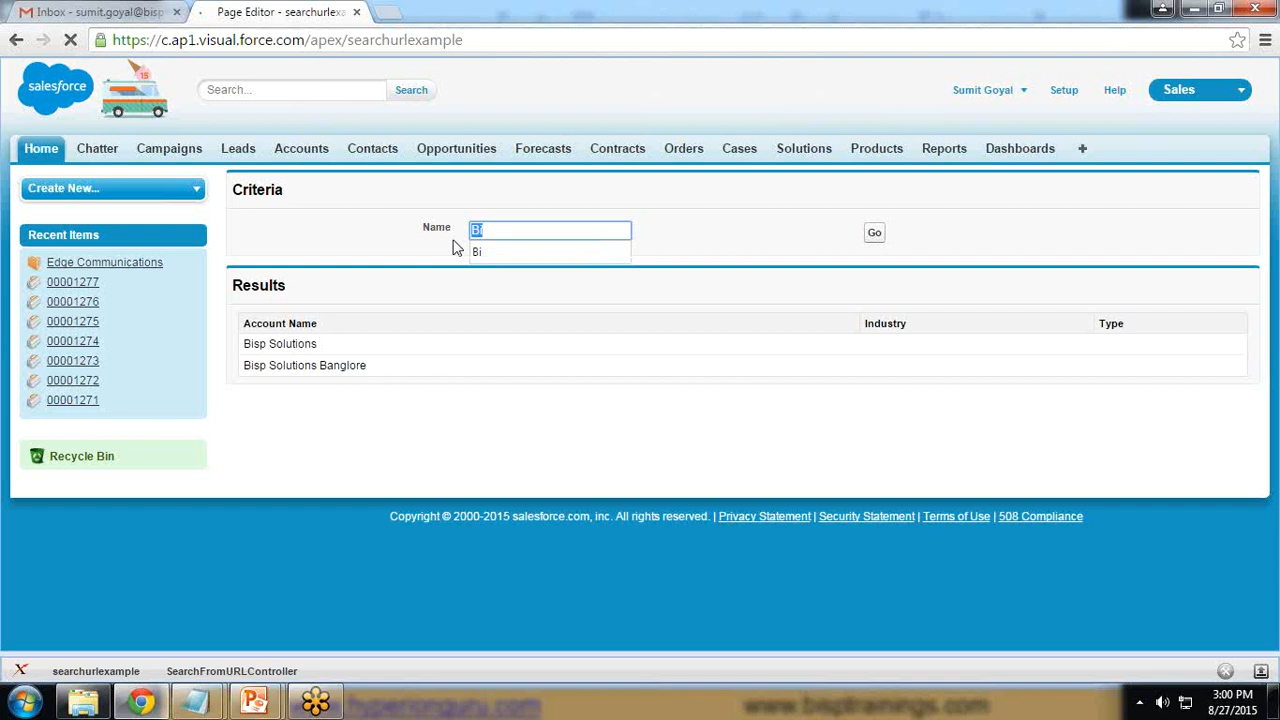 Inbox - sumit.goyal@bisp
Page Editor - searchurlexa
https://c.ap1.visual.force.com/apex/searchurlexample
salesforce
15
Search...
Search
Sumit Goyal
Setup
Help
Sales
Home
Chatter
Campaigns
Leads
Accounts
Contacts
Opportunities
Forecasts
Contracts
Orders
Cases
Solutions
Products
Reports
Dashboards
+
Create New...
Recent Items
Edge Communications
00001277
00001276
00001275
00001274
00001273
00001272
00001271
Recycle Bin
Criteria
Name
Bi
Bi
Go
Results
Account Name
Industry
Type
Bisp Solutions
Bisp Solutions Banglore
Copyright © 2000-2015 salesforce.com, inc. All rights reserved. | Privacy Statement | Security Statement | Terms of Use | 508 Compliance
searchurlexample
SearchFromURLController
www.bisptrainings.com
3:00 PM
8/27/2015